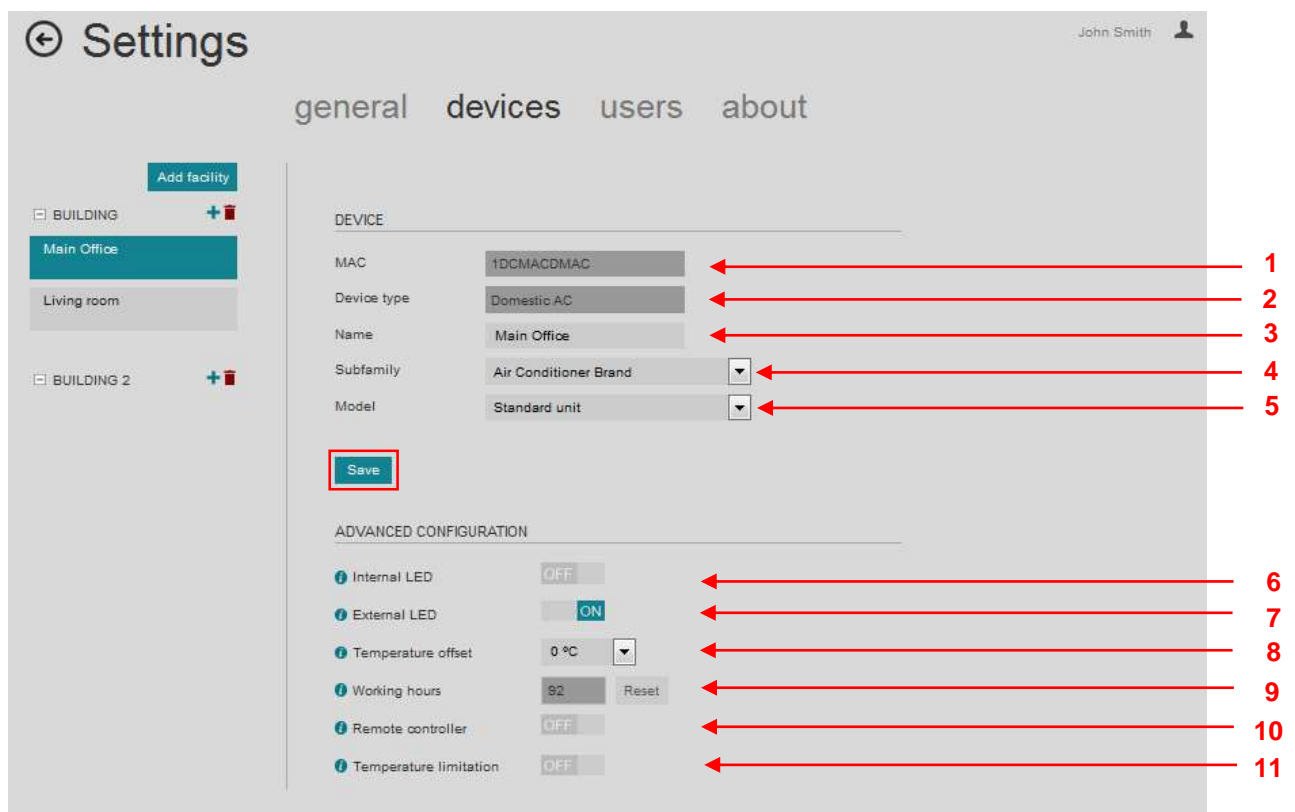 Settings
John Smith
general devices users about
Add facility
BUILDING
Main Office
Living room
BUILDING 2
DEVICE
MAC 1DCMACDMAC 1
Device type Domestic AC 2
Name Main Office 3
Subfamily Air Conditioner Brand 4
Model Standard unit 5
Save
ADVANCED CONFIGURATION
i Internal LED OFF 6
i External LED ON 7
i Temperature offset 0 ºC 8
i Working hours 92 Reset 9
i Remote controller OFF 10
i Temperature limitation OFF 11